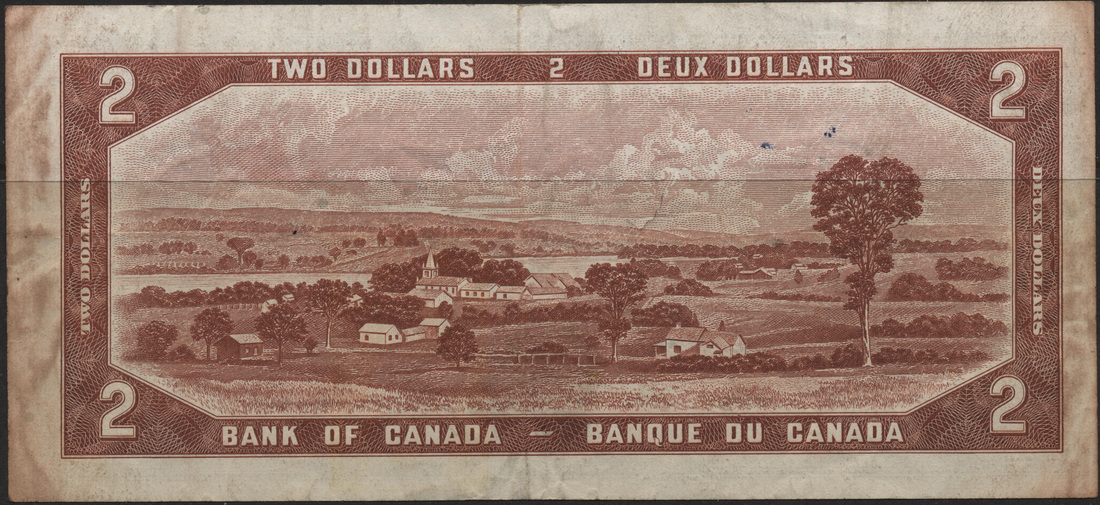 2 TWO DOLLARS 2 DEUX DOLLARS 2
TWO DOLLARS
DEUX DOLLARS
2 BANK OF CANADA – BANQUE DU CANADA 2